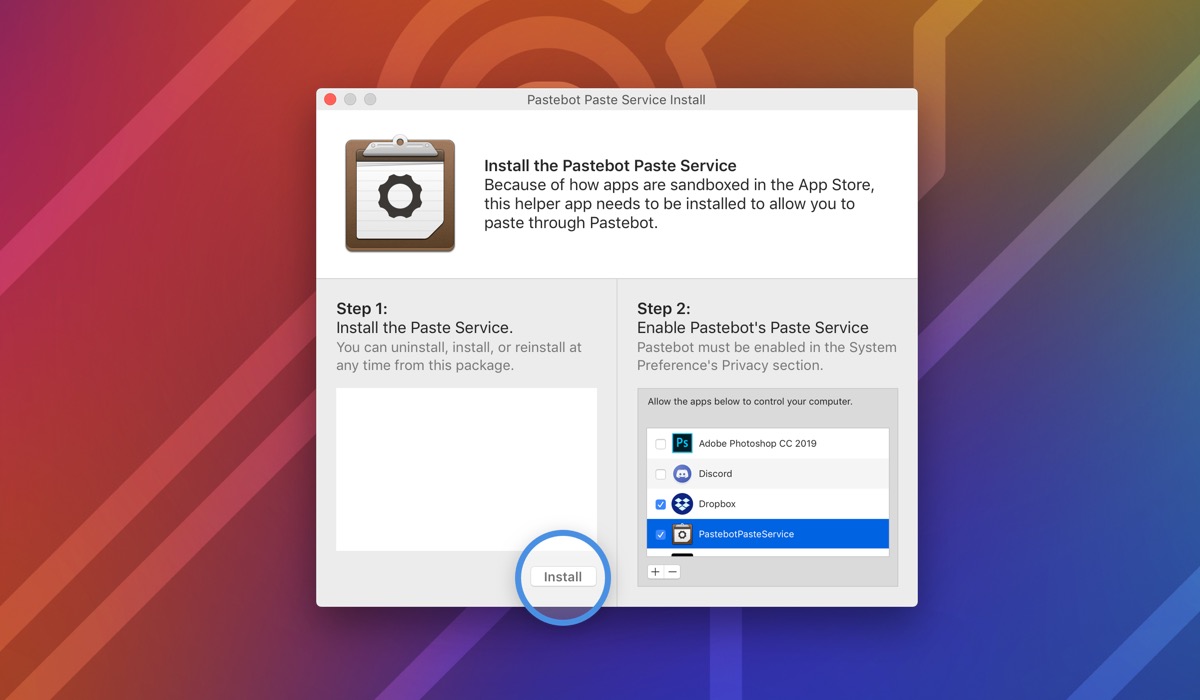 Pastebot Paste Service Install
Install the Pastebot Paste Service
Because of how apps are sandboxed in the App Store,
this helper app needs to be installed to allow you to
paste through Pastebot.
Step 1:
Install the Paste Service.
You can uninstall, install, or reinstall at
any time from this package.
Install
Step 2:
Enable Pastebot's Paste Service
Pastebot must be enabled in the System
Preference's Privacy section.
Allow the apps below to control your computer.
Ps Adobe Photoshop CC 2019
Discord
Dropbox
PastebotPasteService
+ −